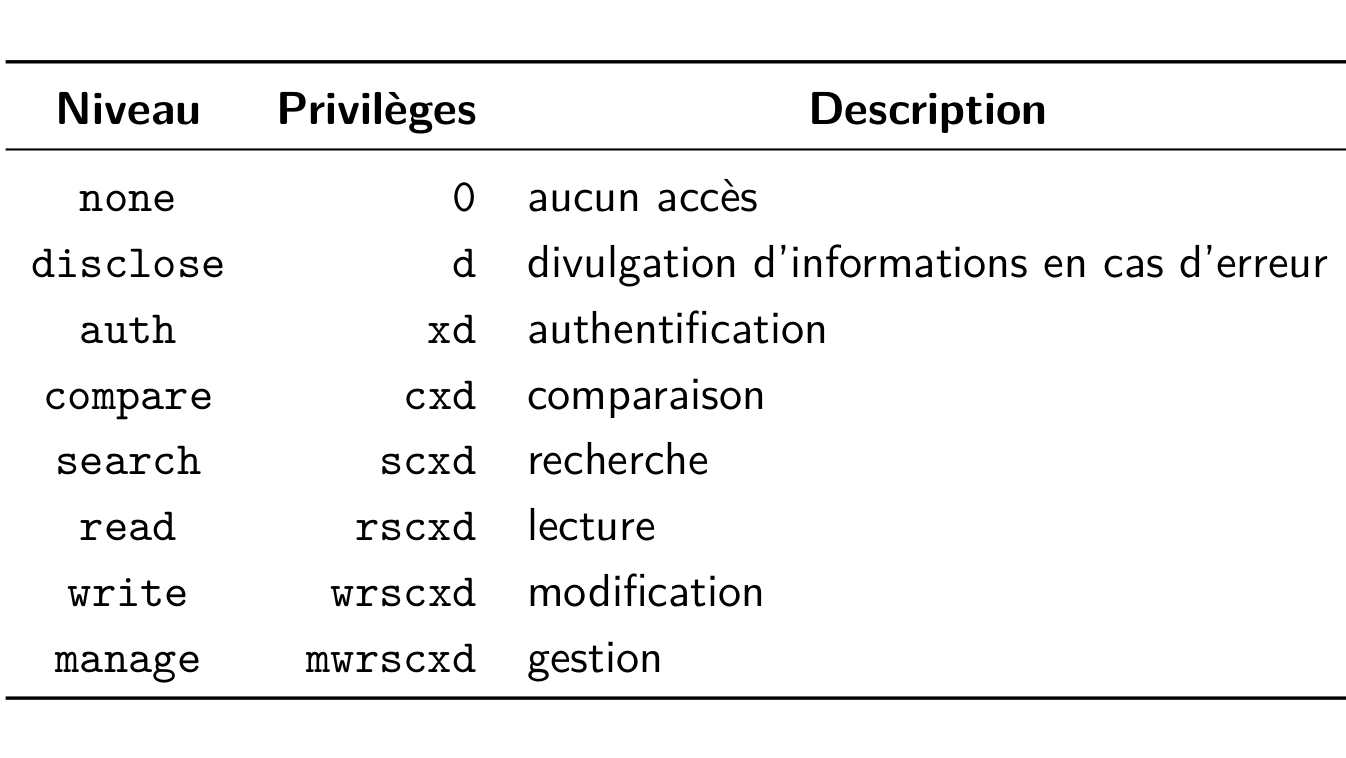 Niveau Privilèges Description
none 0 aucun accès
disclose d divulgation d'informations en cas d'erreur
auth xd authentification
compare cxd comparaison
search scxd recherche
read rscxd lecture
write wrscxd modification
manage mwrscxd gestion